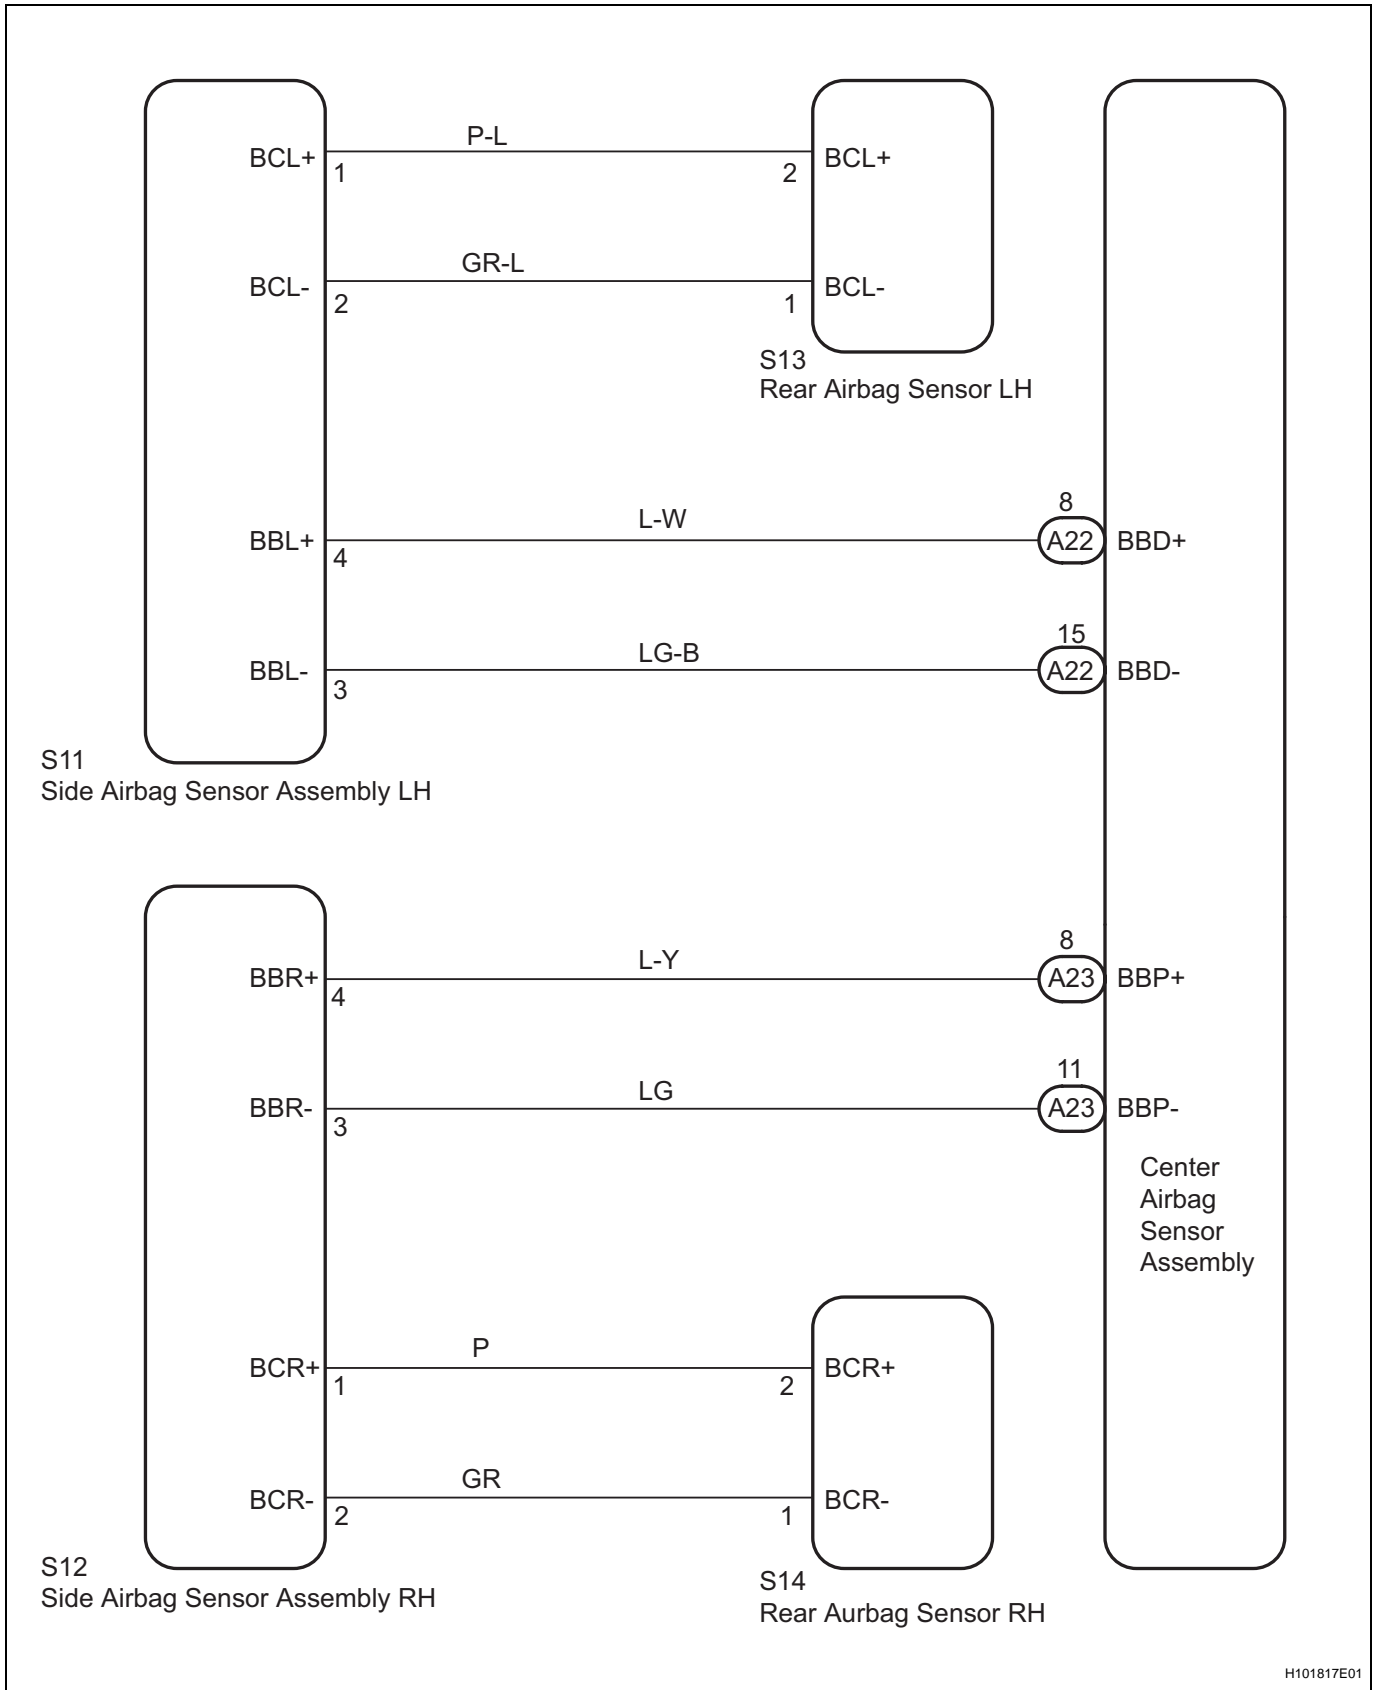 P-L
BCL+ 1 2 BCL+
GR-L
BCL- 2 1 BCL-
S13
Rear Airbag Sensor LH
8
L-W
BBL+ 4 A22 BBD+
15
LG-B
BBL- 3 A22 BBD-
S11
Side Airbag Sensor Assembly LH
8
L-Y
BBR+ 4 A23 BBP+
11
LG
BBR- 3 A23 BBP-
Center
Airbag
Sensor
Assembly
P
BCR+ 1 2 BCR+
GR
BCR- 2 1 BCR-
S12
Side Airbag Sensor Assembly RH
S14
Rear Aurbag Sensor RH
H101817E01